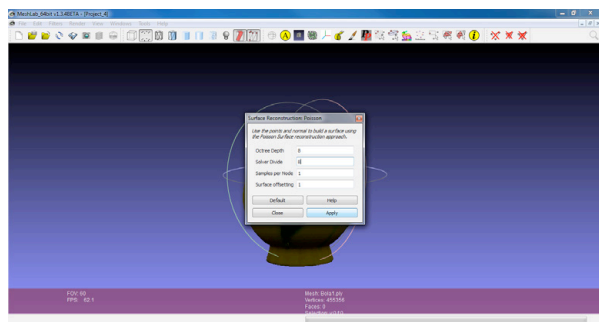 MeshLab_64bit v1.3.4BETA - [Project_4]
File Edit Filters Render View Windows Tools Help
Surface Reconstruction: Poisson
Use the points and normal to build a surface using
the Poisson Surface reconstruction approach.
Octree Depth 8
Solver Divide 8
Samples per Node 1
Surface offsetting 1
Default Help
Close Apply
FOV: 60
FPS: 62.1
Mesh: Bola1.ply
Vertices: 455356
Faces: 0